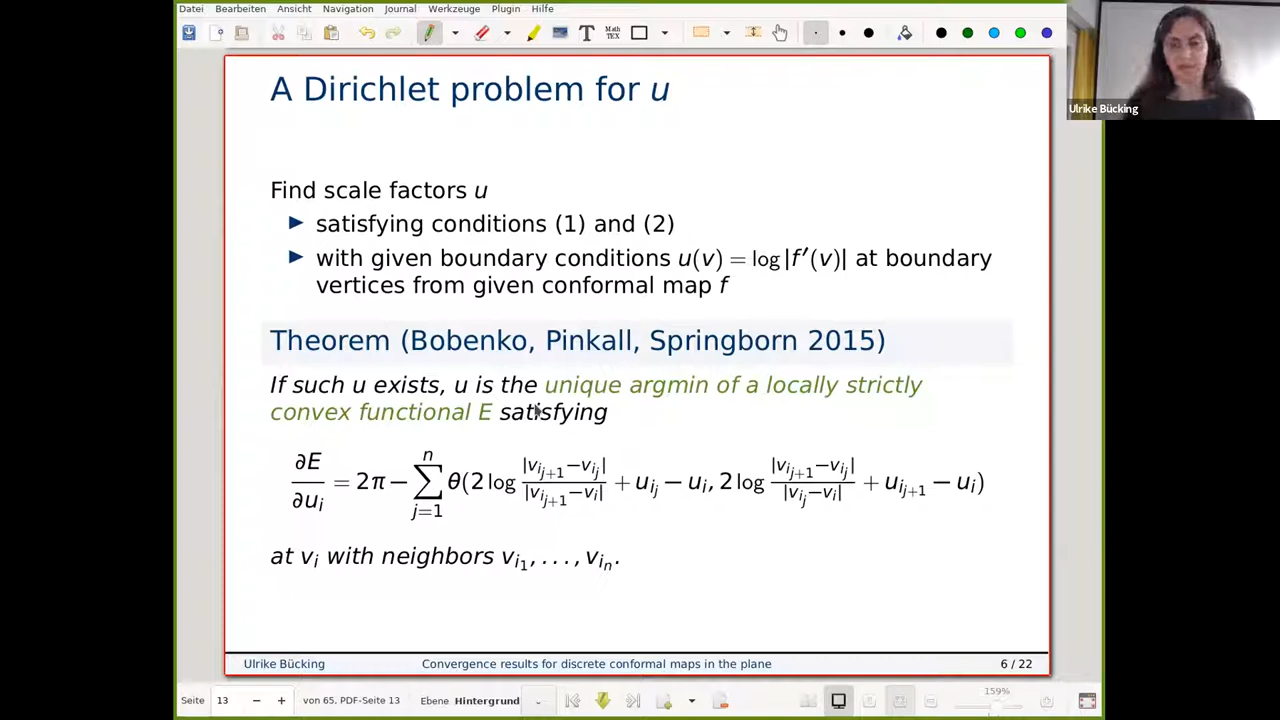 Datei Bearbeiten Ansicht Navigation Journal Werkzeuge Plugin Hilfe
T Math TEX
A Dirichlet problem for u
Ulrike Bücking
Find scale factors u
▶ satisfying conditions (1) and (2)
▶ with given boundary conditions u(v) = log|f′(v)| at boundary
vertices from given conformal map f
Theorem (Bobenko, Pinkall, Springborn 2015)
If such u exists, u is the unique argmin of a locally strictly
convex functional E satisfying
∂E/∂u_i = 2π − ∑_{j=1}^{n} θ(2 log |v_{i_{j+1}}−v_{i_j}|/|v_{i_{j+1}}−v_i| + u_{i_j} − u_i, 2 log |v_{i_{j+1}}−v_{i_j}|/|v_{i_j}−v_i| + u_{i_{j+1}} − u_i)
at v_i with neighbors v_{i_1}, . . . , v_{i_n}.
Ulrike Bücking Convergence results for discrete conformal maps in the plane 6 / 22
Seite 13 − + von 65, PDF-Seite 13 Ebene Hintergrund 159%